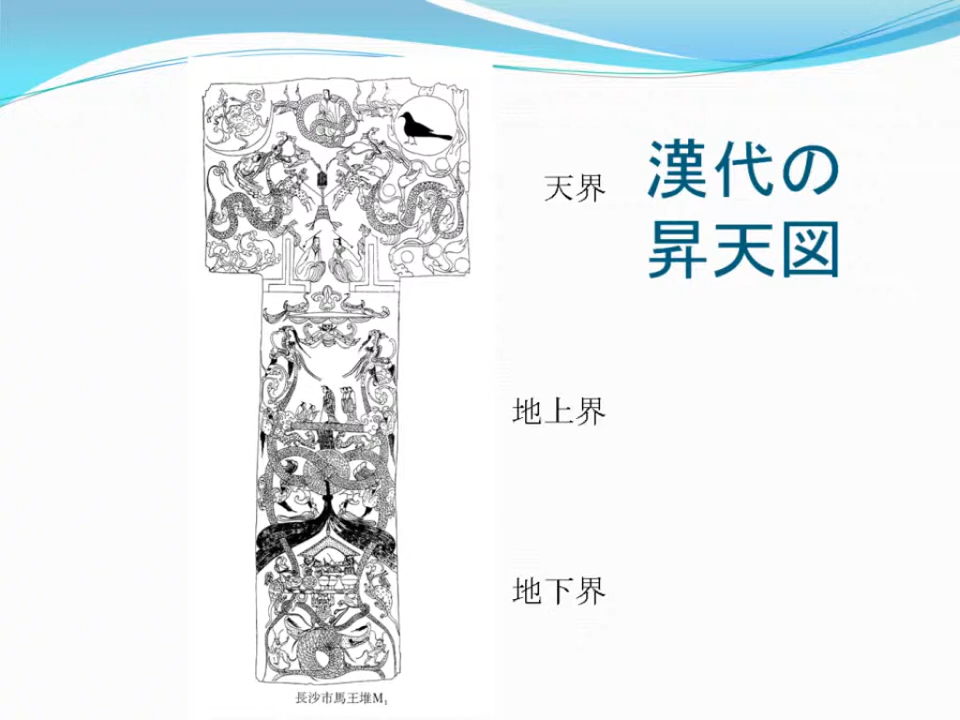 漢代の
昇天図
天界
地上界
地下界
長沙市馬王堆M₁